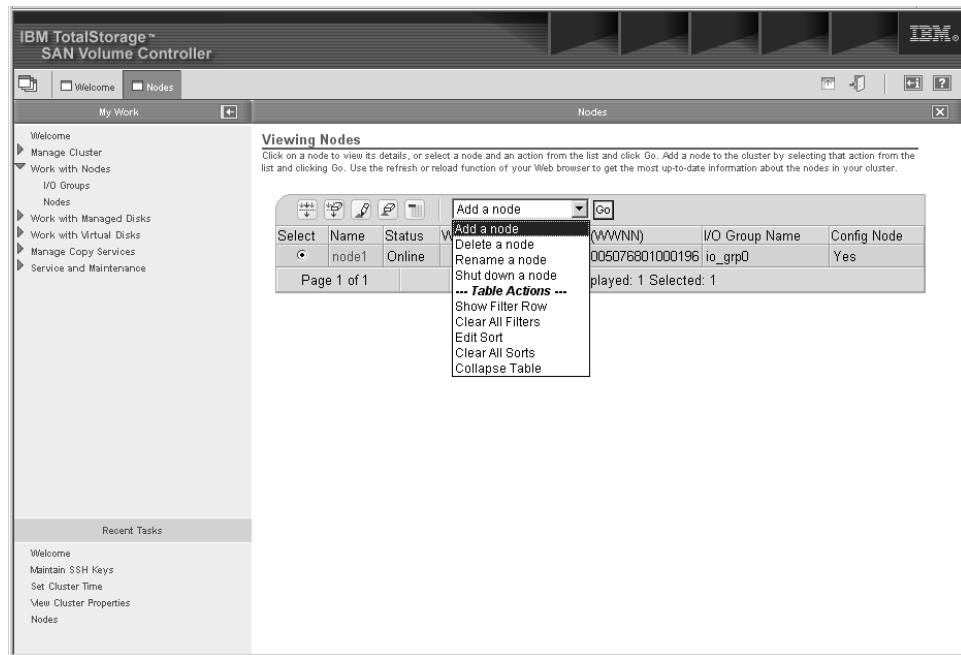 IBM TotalStorage™
SAN Volume Controller
IBM®
Welcome
Nodes
?
My Work
Nodes
Welcome
Manage Cluster
Work with Nodes
I/O Groups
Nodes
Work with Managed Disks
Work with Virtual Disks
Manage Copy Services
Service and Maintenance
Viewing Nodes
Click on a node to view its details, or select a node and an action from the list and click Go. Add a node to the cluster by selecting that action from the
list and clicking Go. Use the refresh or reload function of your Web browser to get the most up-to-date information about the nodes in your cluster.
Add a node
Go
Select Name Status W (WWNN) I/O Group Name Config Node
node1 Online 005076801000196 io_grp0 Yes
Page 1 of 1 played: 1 Selected: 1
Add a node
Delete a node
Rename a node
Shut down a node
--- Table Actions ---
Show Filter Row
Clear All Filters
Edit Sort
Clear All Sorts
Collapse Table
Recent Tasks
Welcome
Maintain SSH Keys
Set Cluster Time
View Cluster Properties
Nodes